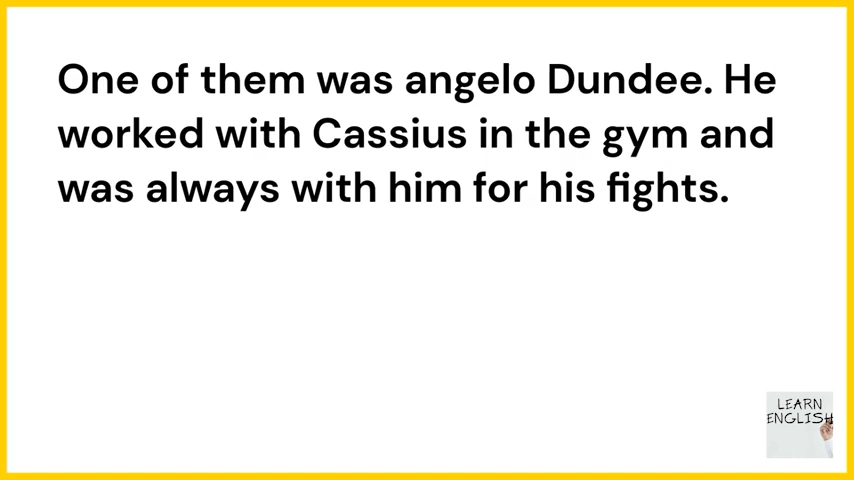 One of them was angelo Dundee. He
worked with Cassius in the gym and
was always with him for his fights.
LEARN
ENGLISH